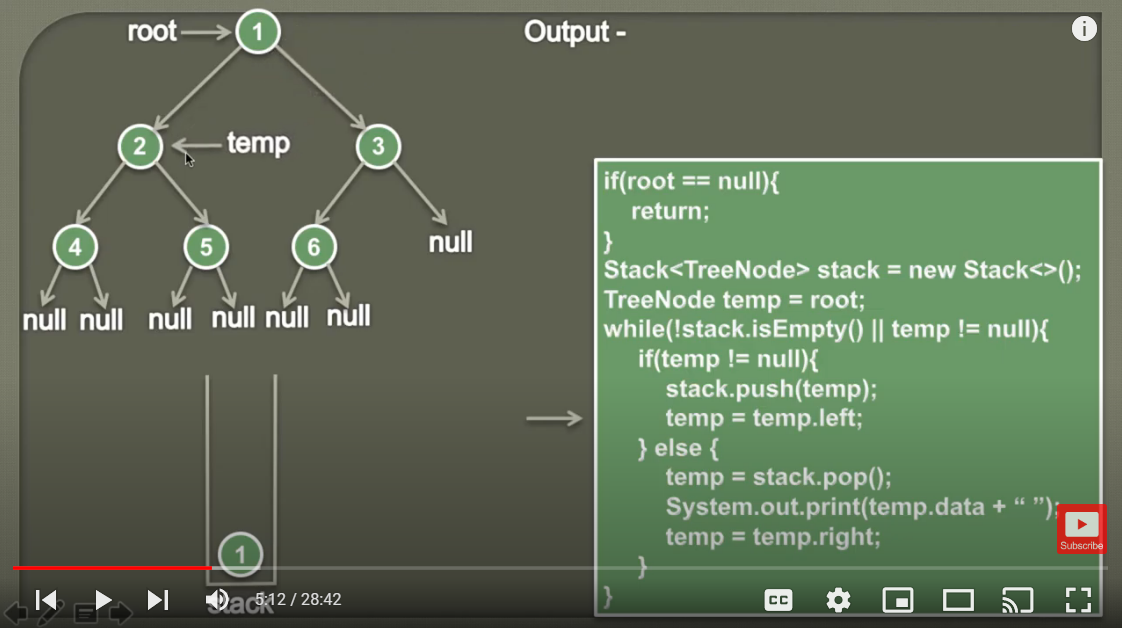 root
1
Output -
2
temp
3
4
5
6
null
null
null
null
null
null
null
if(root == null){
return;
}
Stack<TreeNode> stack = new Stack<>();
TreeNode temp = root;
while(!stack.isEmpty() || temp != null){
if(temp != null){
stack.push(temp);
temp = temp.left;
} else {
temp = stack.pop();
System.out.print(temp.data + “ ”);
temp = temp.right;
}
}
1
stack
Subscribe
5:12 / 28:42
CC